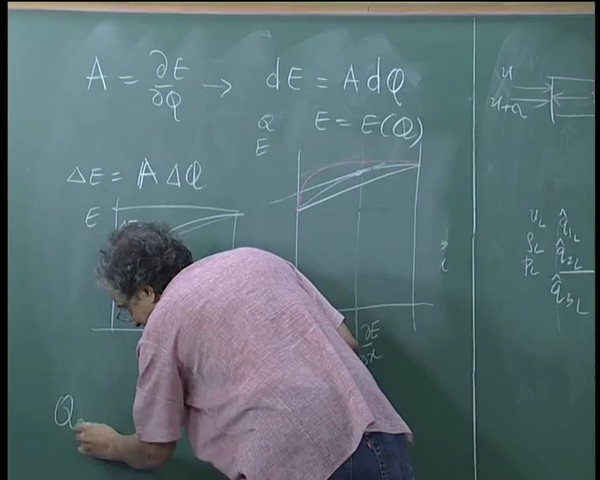 A = ∂E/∂Q → dE = A dQ
Q E = E(Q)
E
ΔE = A ΔQ
E
∂E/∂x
Q
u
u+a
u_L q̂_1L
ρ_L q̂_2L
p_L
q̂_3L